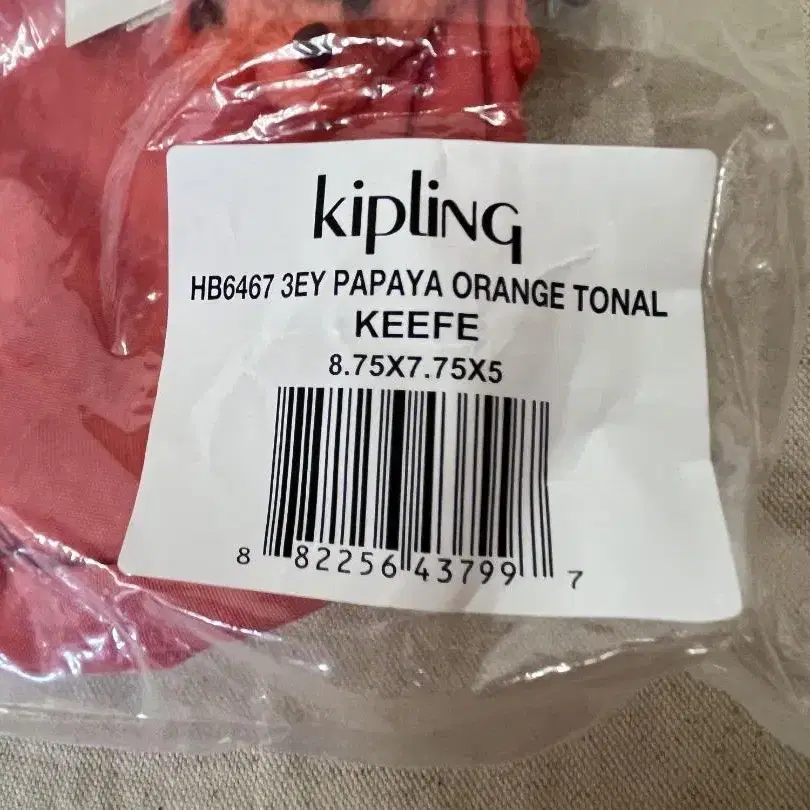 kipling
HB6467 3EY PAPAYA ORANGE TONAL
KEEFE
8.75X7.75X5
8 82256 43799 7